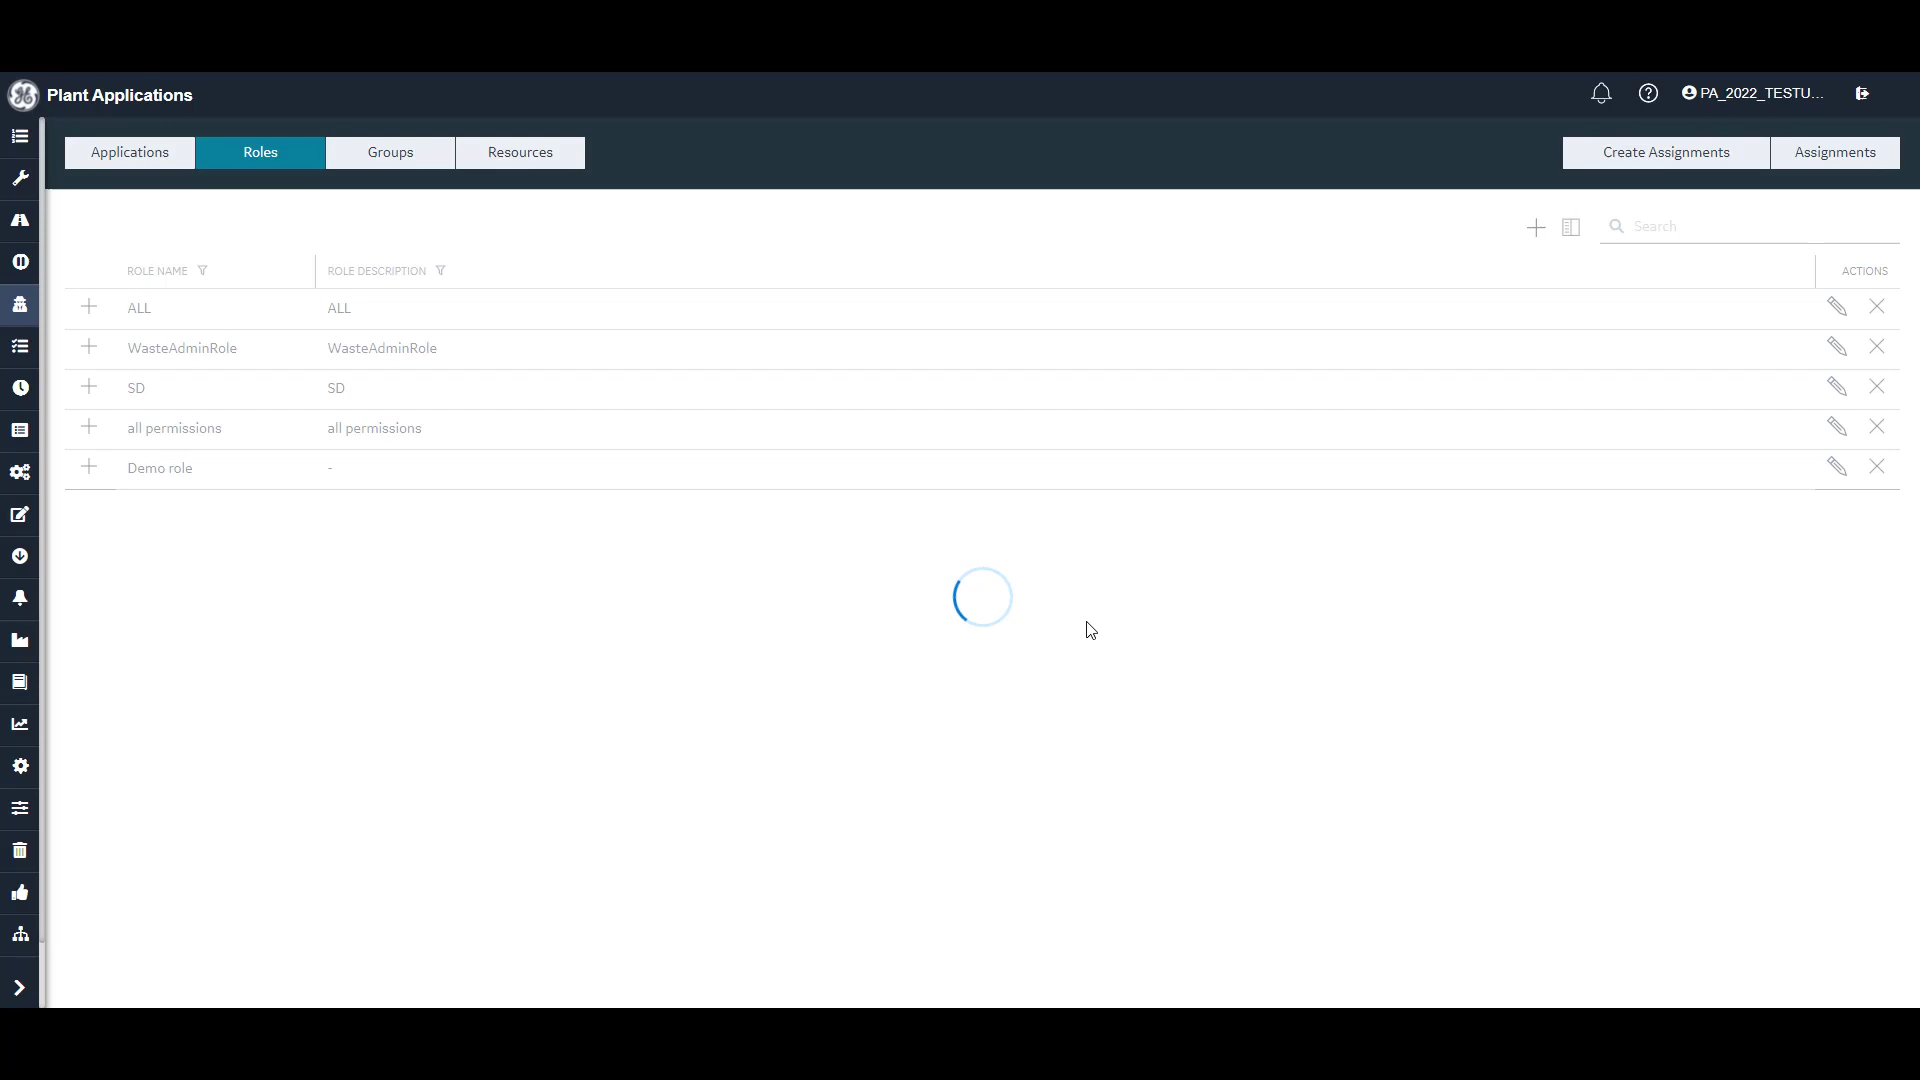 Plant Applications
PA_2022_TESTU...
Applications
Roles
Groups
Resources
Create Assignments
Assignments
Search
ROLE NAME
ROLE DESCRIPTION
ACTIONS
ALL ALL
WasteAdminRole WasteAdminRole
SD SD
all permissions all permissions
Demo role -